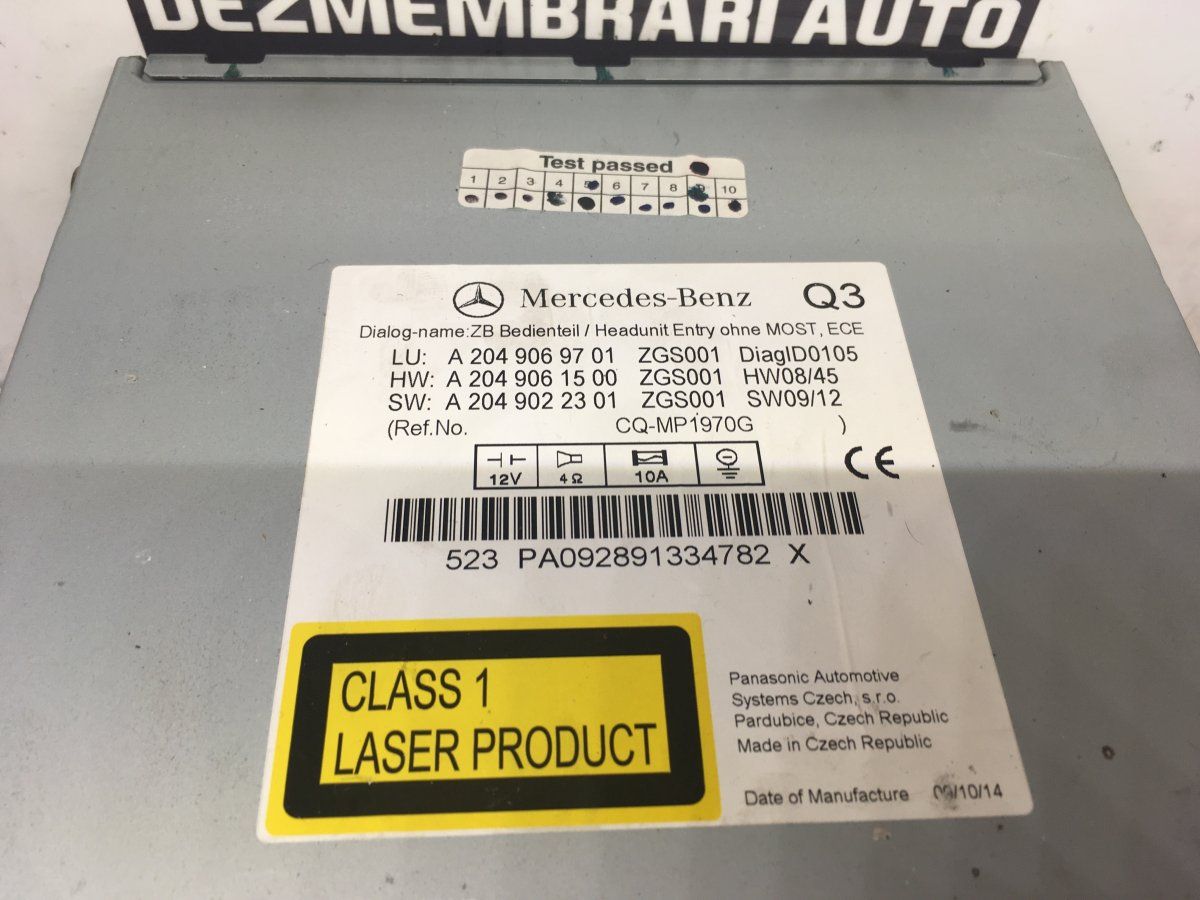 DEZMEMBRARI AUTO
Test passed
1 2 3 4 5 6 7 8 9 10
Mercedes-Benz Q3
Dialog-name:ZB Bedienteil / Headunit Entry ohne MOST, ECE
LU: A 204 906 97 01 ZGS001 DiagID0105
HW: A 204 906 15 00 ZGS001 HW08/45
SW: A 204 902 23 01 ZGS001 SW09/12
(Ref.No. CQ-MP1970G )
12V 4Ω 10A
CE
523 PA092891334782 X
CLASS 1
LASER PRODUCT
Panasonic Automotive
Systems Czech, s.r.o.
Pardubice, Czech Republic
Made in Czech Republic
Date of Manufacture 09/10/14